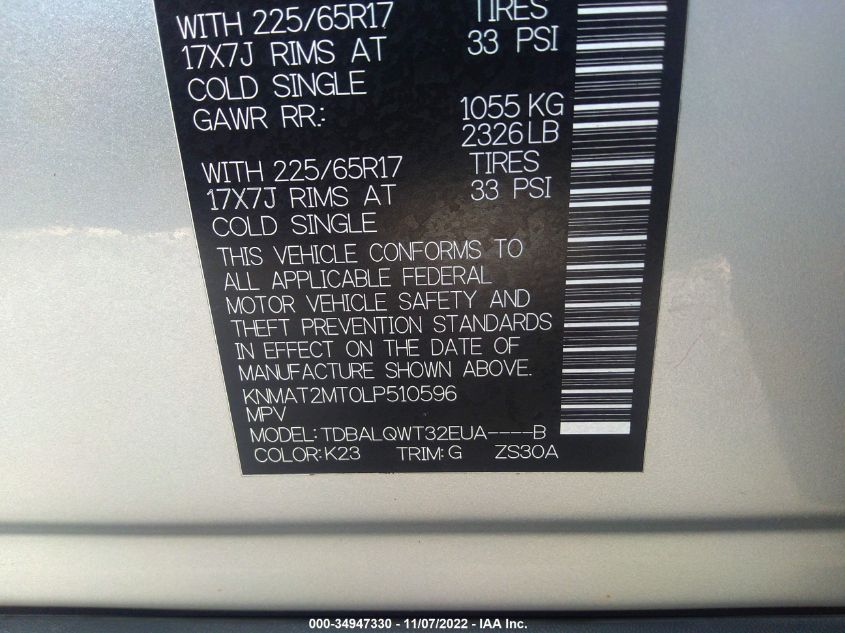 WITH 225/65R17 TIRES
17X7J RIMS AT 33 PSI
COLD SINGLE
GAWR RR.: 1055 KG
2326 LB
WITH 225/65R17 TIRES
17X7J RIMS AT 33 PSI
COLD SINGLE
THIS VEHICLE CONFORMS TO
ALL APPLICABLE FEDERAL
MOTOR VEHICLE SAFETY AND
THEFT PREVENTION STANDARDS
IN EFFECT ON THE DATE OF
MANUFACTURE SHOWN ABOVE.
KNMAT2MT0LP510596
MPV
MODEL:TDBALQWT32EUA----B
COLOR:K23 TRIM:G ZS30A
000-34947330 - 11/07/2022 - IAA Inc.